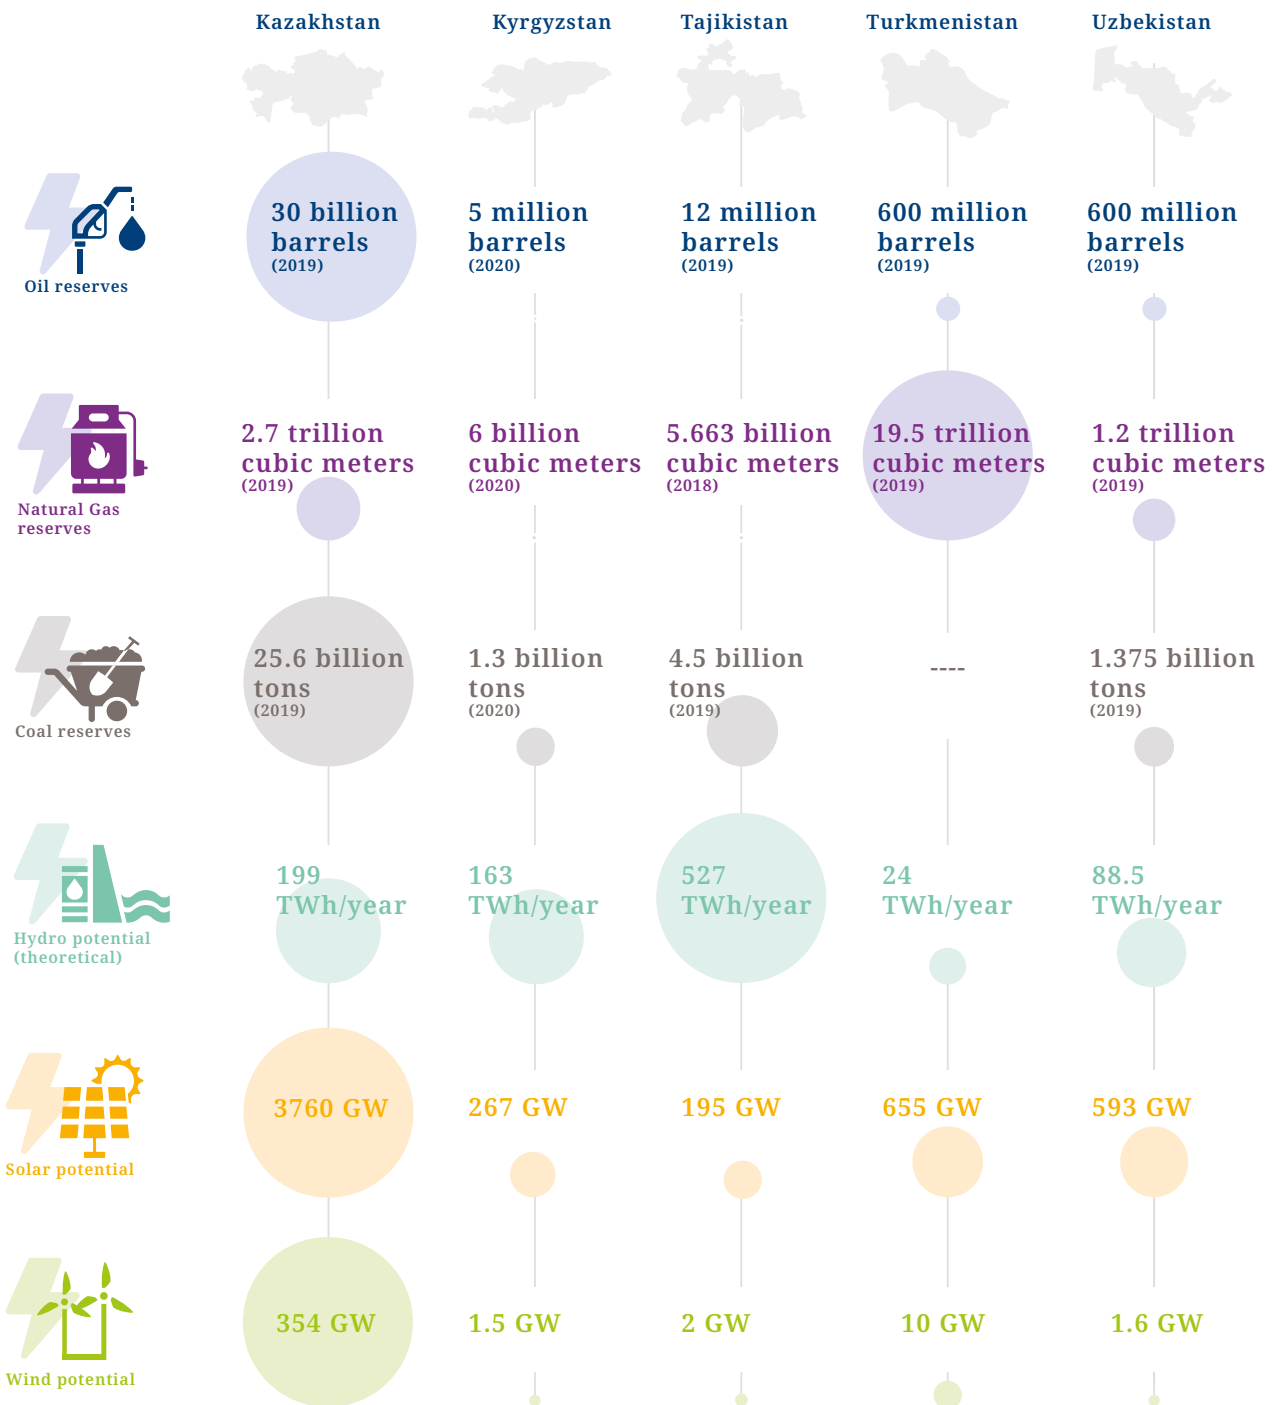 Kazakhstan
Kyrgyzstan
Tajikistan
Turkmenistan
Uzbekistan
Oil reserves
30 billion
barrels
(2019)
5 million
barrels
(2020)
12 million
barrels
(2019)
600 million
barrels
(2019)
600 million
barrels
(2019)
Natural Gas
reserves
2.7 trillion
cubic meters
(2019)
6 billion
cubic meters
(2020)
5.663 billion
cubic meters
(2018)
19.5 trillion
cubic meters
(2019)
1.2 trillion
cubic meters
(2019)
Coal reserves
25.6 billion
tons
(2019)
1.3 billion
tons
(2020)
4.5 billion
tons
(2019)
----
1.375 billion
tons
(2019)
Hydro potential
(theoretical)
199
TWh/year
163
TWh/year
527
TWh/year
24
TWh/year
88.5
TWh/year
Solar potential
3760 GW
267 GW
195 GW
655 GW
593 GW
Wind potential
354 GW
1.5 GW
2 GW
10 GW
1.6 GW